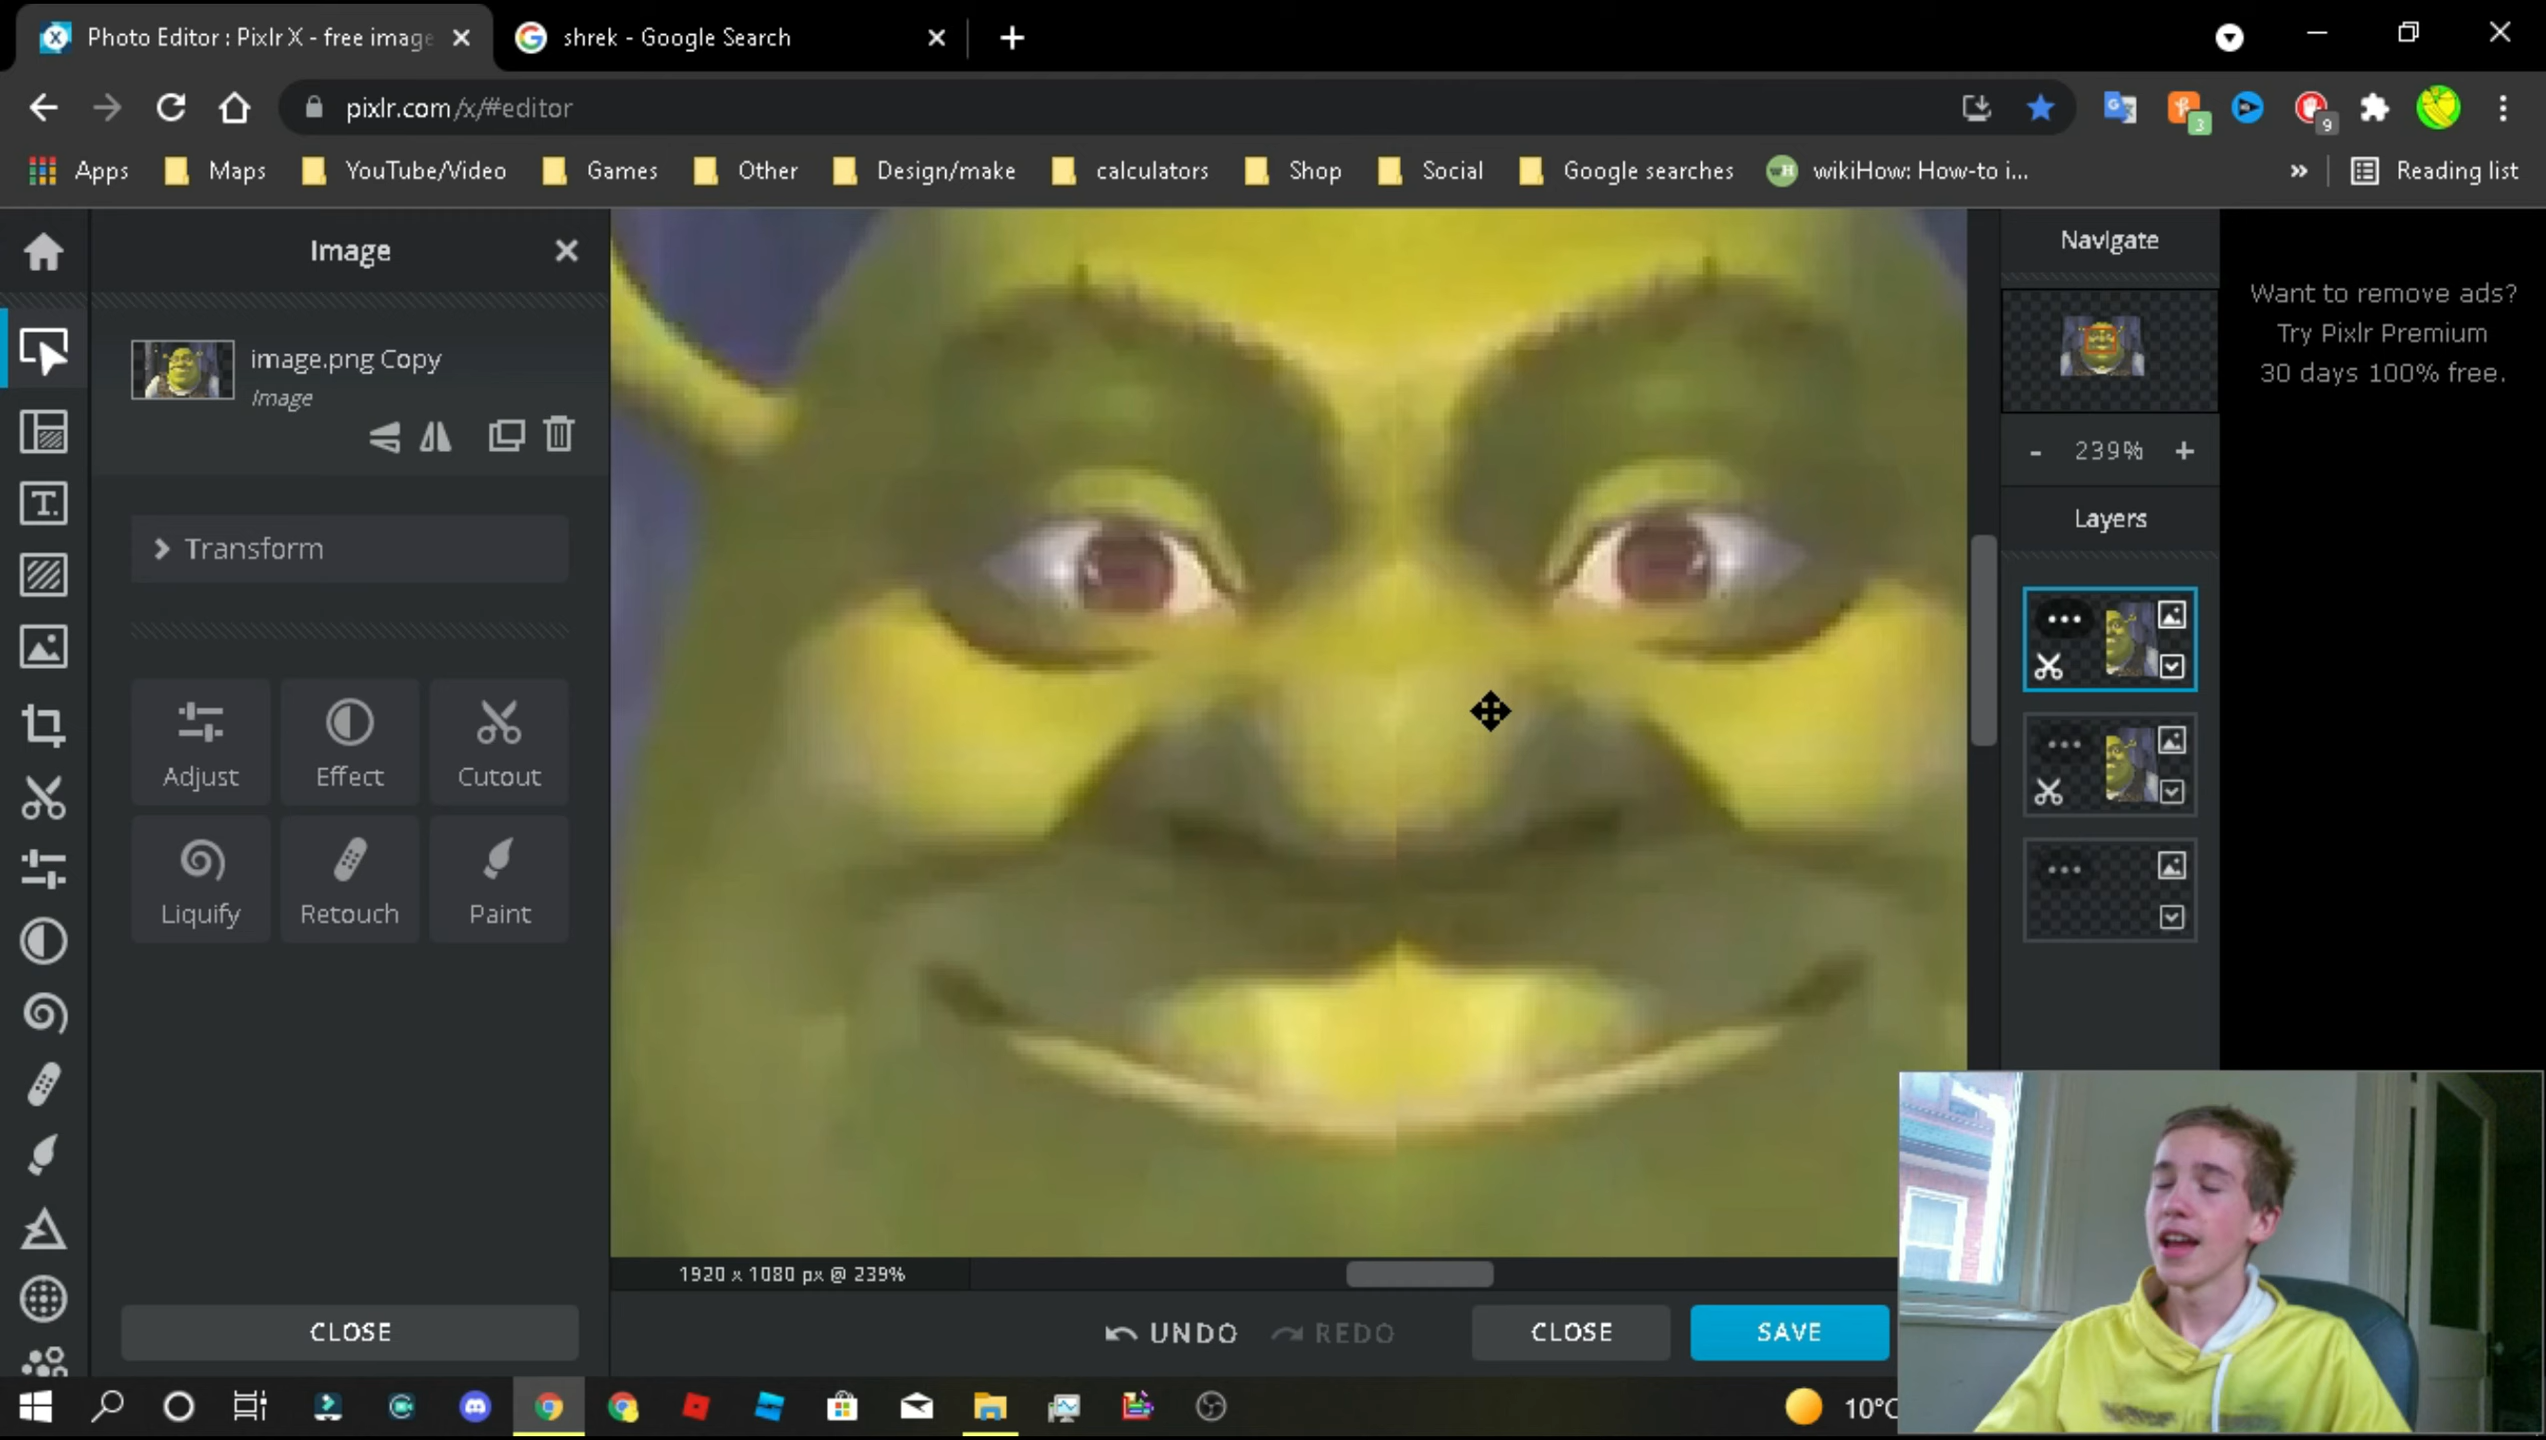 Photo Editor : Pixlr X - free image
shrek - Google Search
pixlr.com/x/#editor
3
9
Apps
Maps
YouTube/Video
Games
Other
Design/make
calculators
Shop
Social
Google searches
wikiHow: How-to i...
»
Reading list
Image
image.png Copy
Image
Transform
Adjust
Effect
Cutout
Liquify
Retouch
Paint
CLOSE
Navigate
- 239% +
Layers
Want to remove ads?
Try Pixlr Premium
30 days 100% free.
1920 x 1080 px @ 239%
UNDO
REDO
CLOSE
SAVE
10°C